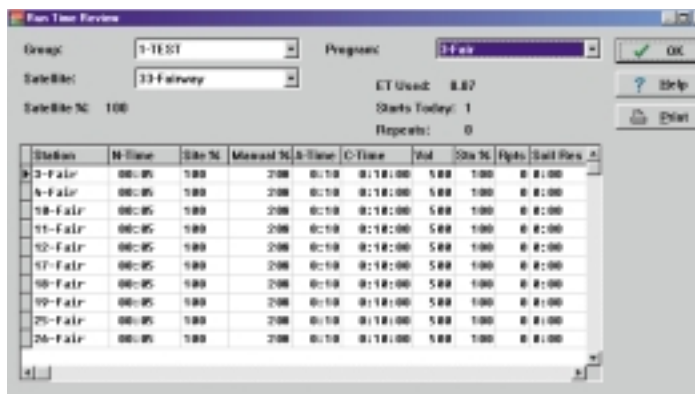 Run Time Review
Group: 1-TEST Program: 3-Fair OK
Satellite: 33-Fairway ET Used: 0.07 Help
Satellite %: 100 Starts Today: 1 Print
Repeats: 0
Station N-Time Site % Manual % A-Time C-Time Vol Stn % Rpts Soil Res
3-Fair 00:05 100 200 0:10 0:10:00 500 100 0 0:00
4-Fair 00:05 100 200 0:10 0:10:00 500 100 0 0:00
10-Fair 00:05 100 200 0:10 0:10:00 500 100 0 0:00
11-Fair 00:05 100 200 0:10 0:10:00 500 100 0 0:00
12-Fair 00:05 100 200 0:10 0:10:00 500 100 0 0:00
17-Fair 00:05 100 200 0:10 0:10:00 500 100 0 0:00
18-Fair 00:05 100 200 0:10 0:10:00 500 100 0 0:00
19-Fair 00:05 100 200 0:10 0:10:00 500 100 0 0:00
25-Fair 00:05 100 200 0:10 0:10:00 500 100 0 0:00
26-Fair 00:05 100 200 0:10 0:10:00 500 100 0 0:00